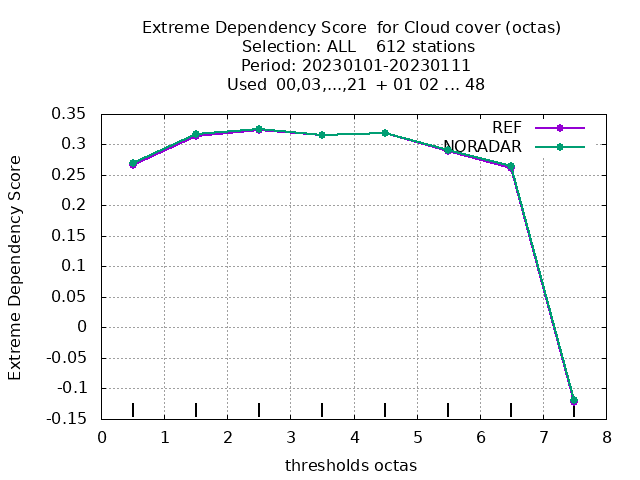 Extreme Dependency Score  for Cloud cover (octas)
Selection: ALL    612 stations
Period: 20230101-20230111
Used  00,03,...,21  + 01 02 ... 48
REF
NORADAR
0.35
0.3
0.25
0.2
0.15
0.1
0.05
0
-0.05
-0.1
-0.15
Extreme Dependency Score
0 1 2 3 4 5 6 7 8
thresholds octas